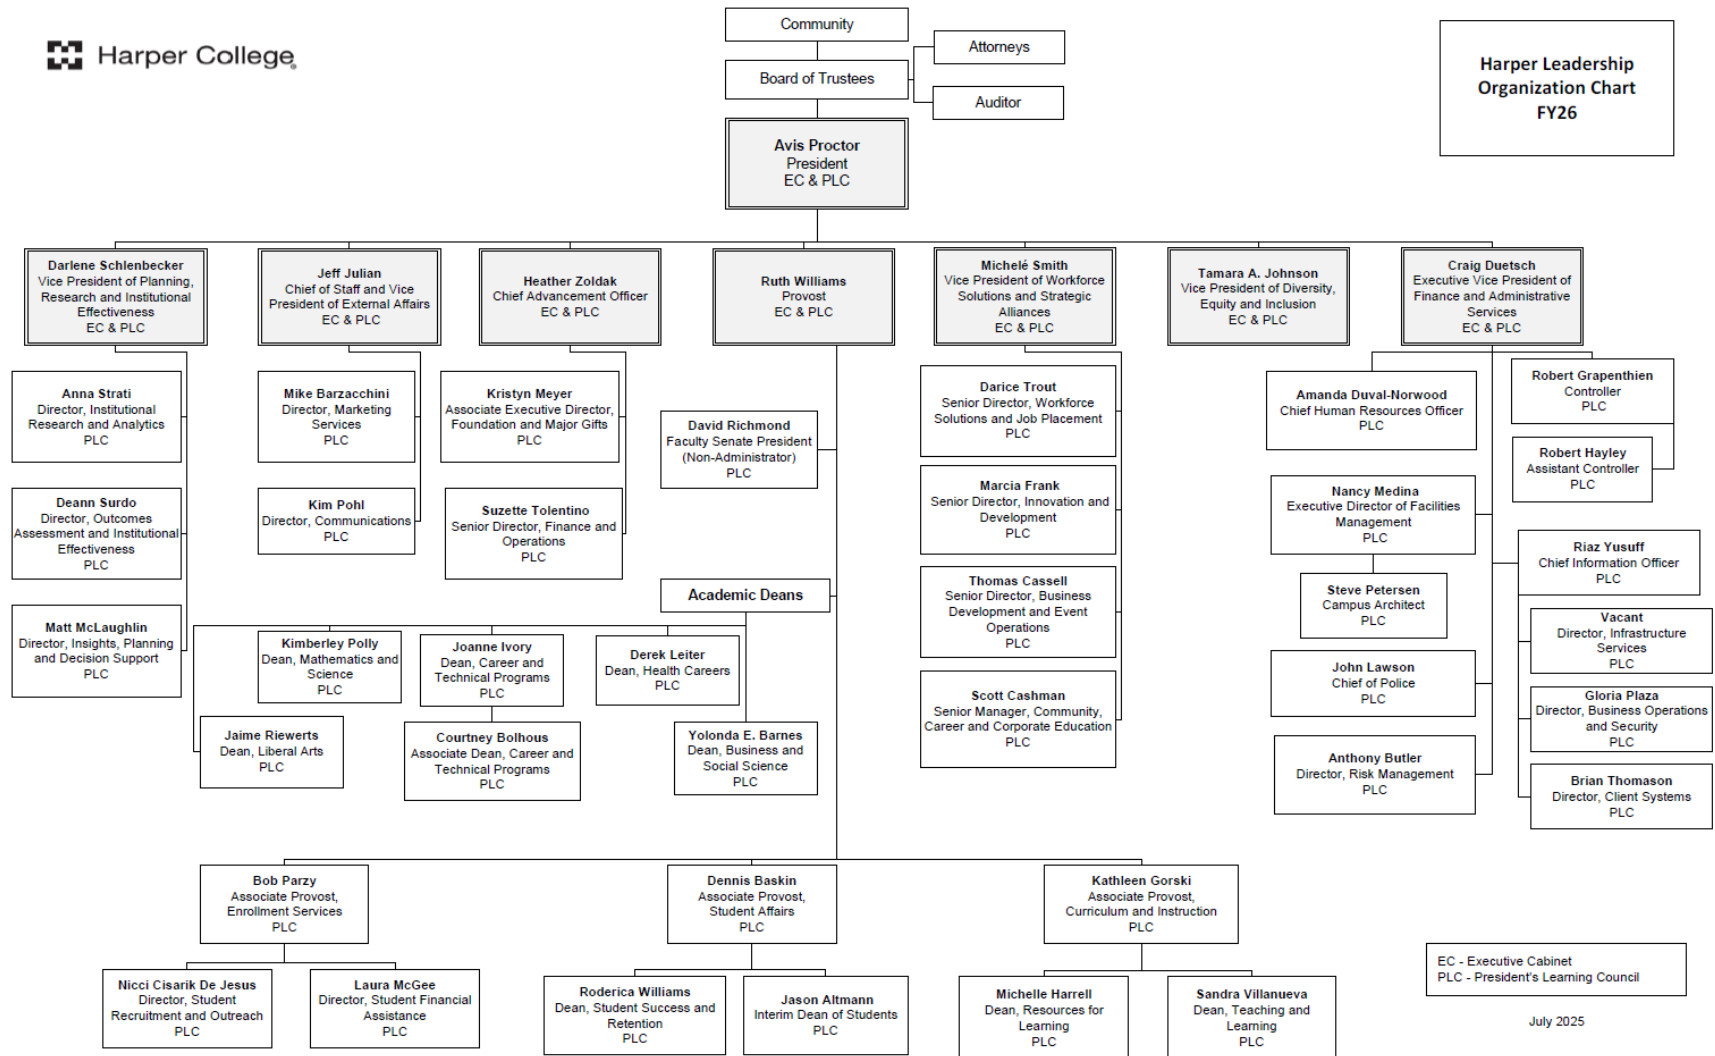 Harper College
Community
Board of Trustees
Attorneys
Auditor
Harper Leadership
Organization Chart
FY26
Avis Proctor
President
EC & PLC
Darlene Schlenbecker
Vice President of Planning,
Research and Institutional
Effectiveness
EC & PLC
Jeff Julian
Chief of Staff and Vice
President of External Affairs
EC & PLC
Heather Zoldak
Chief Advancement Officer
EC & PLC
Ruth Williams
Provost
EC & PLC
Michelé Smith
Vice President of Workforce
Solutions and Strategic
Alliances
EC & PLC
Tamara A. Johnson
Vice President of Diversity,
Equity and Inclusion
EC & PLC
Craig Duetsch
Executive Vice President of
Finance and Administrative
Services
EC & PLC
Anna Strati
Director, Institutional
Research and Analytics
PLC
Deann Surdo
Director, Outcomes
Assessment and Institutional
Effectiveness
PLC
Matt McLaughlin
Director, Insights, Planning
and Decision Support
PLC
Mike Barzacchini
Director, Marketing
Services
PLC
Kim Pohl
Director, Communications
PLC
Kristyn Meyer
Associate Executive Director,
Foundation and Major Gifts
PLC
Suzette Tolentino
Senior Director, Finance and
Operations
PLC
David Richmond
Faculty Senate President
(Non-Administrator)
PLC
Academic Deans
Kimberley Polly
Dean, Mathematics and
Science
PLC
Joanne Ivory
Dean, Career and
Technical Programs
PLC
Derek Leiter
Dean, Health Careers
PLC
Jaime Riewerts
Dean, Liberal Arts
PLC
Courtney Bolhous
Associate Dean, Career and
Technical Programs
PLC
Yolonda E. Barnes
Dean, Business and
Social Science
PLC
Darice Trout
Senior Director, Workforce
Solutions and Job Placement
PLC
Marcia Frank
Senior Director, Innovation and
Development
PLC
Thomas Cassell
Senior Director, Business
Development and Event
Operations
PLC
Scott Cashman
Senior Manager, Community,
Career and Corporate Education
PLC
Amanda Duval-Norwood
Chief Human Resources Officer
PLC
Nancy Medina
Executive Director of Facilities
Management
PLC
Steve Petersen
Campus Architect
PLC
John Lawson
Chief of Police
PLC
Anthony Butler
Director, Risk Management
PLC
Robert Grapenthien
Controller
PLC
Robert Hayley
Assistant Controller
PLC
Riaz Yusuff
Chief Information Officer
PLC
Vacant
Director, Infrastructure
Services
PLC
Gloria Plaza
Director, Business Operations
and Security
PLC
Brian Thomason
Director, Client Systems
PLC
Bob Parzy
Associate Provost,
Enrollment Services
PLC
Dennis Baskin
Associate Provost,
Student Affairs
PLC
Kathleen Gorski
Associate Provost,
Curriculum and Instruction
PLC
Nicci Cisarik De Jesus
Director, Student
Recruitment and Outreach
PLC
Laura McGee
Director, Student Financial
Assistance
PLC
Roderica Williams
Dean, Student Success and
Retention
PLC
Jason Altmann
Interim Dean of Students
PLC
Michelle Harrell
Dean, Resources for
Learning
PLC
Sandra Villanueva
Dean, Teaching and
Learning
PLC
EC - Executive Cabinet
PLC - President's Learning Council
July 2025